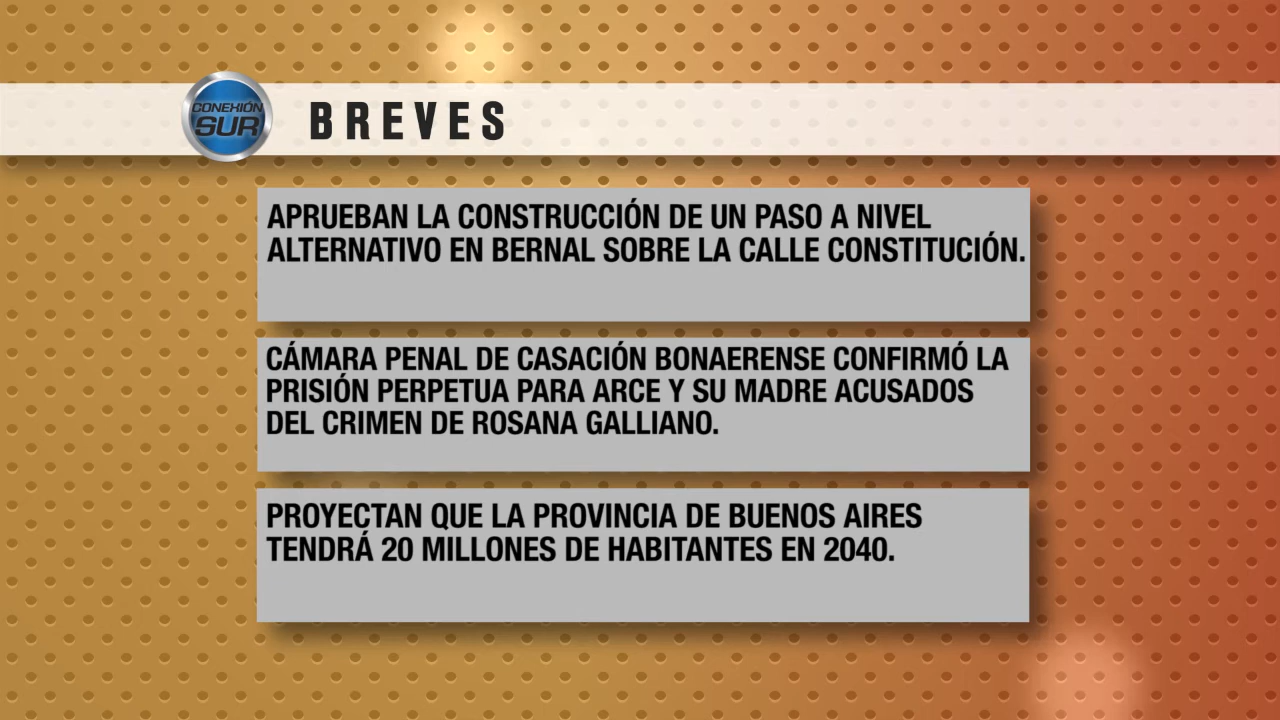 CONEXIÓN
SUR
BREVES
APRUEBAN LA CONSTRUCCIÓN DE UN PASO A NIVEL
ALTERNATIVO EN BERNAL SOBRE LA CALLE CONSTITUCIÓN.
CÁMARA PENAL DE CASACIÓN BONAERENSE CONFIRMÓ LA
PRISIÓN PERPETUA PARA ARCE Y SU MADRE ACUSADOS
DEL CRIMEN DE ROSANA GALLIANO.
PROYECTAN QUE LA PROVINCIA DE BUENOS AIRES
TENDRÁ 20 MILLONES DE HABITANTES EN 2040.